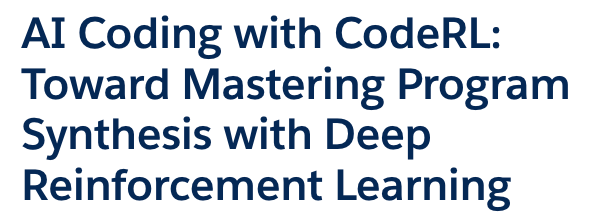 AI Coding with CodeRL:
Toward Mastering Program
Synthesis with Deep
Reinforcement Learning